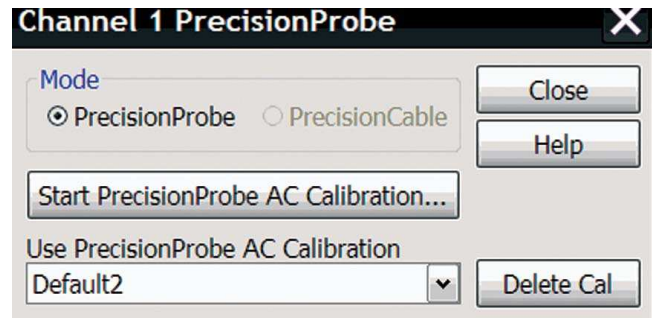 Channel 1 PrecisionProbe
Mode
PrecisionProbe PrecisionCable
Close
Help
Start PrecisionProbe AC Calibration...
Use PrecisionProbe AC Calibration
Default2
Delete Cal